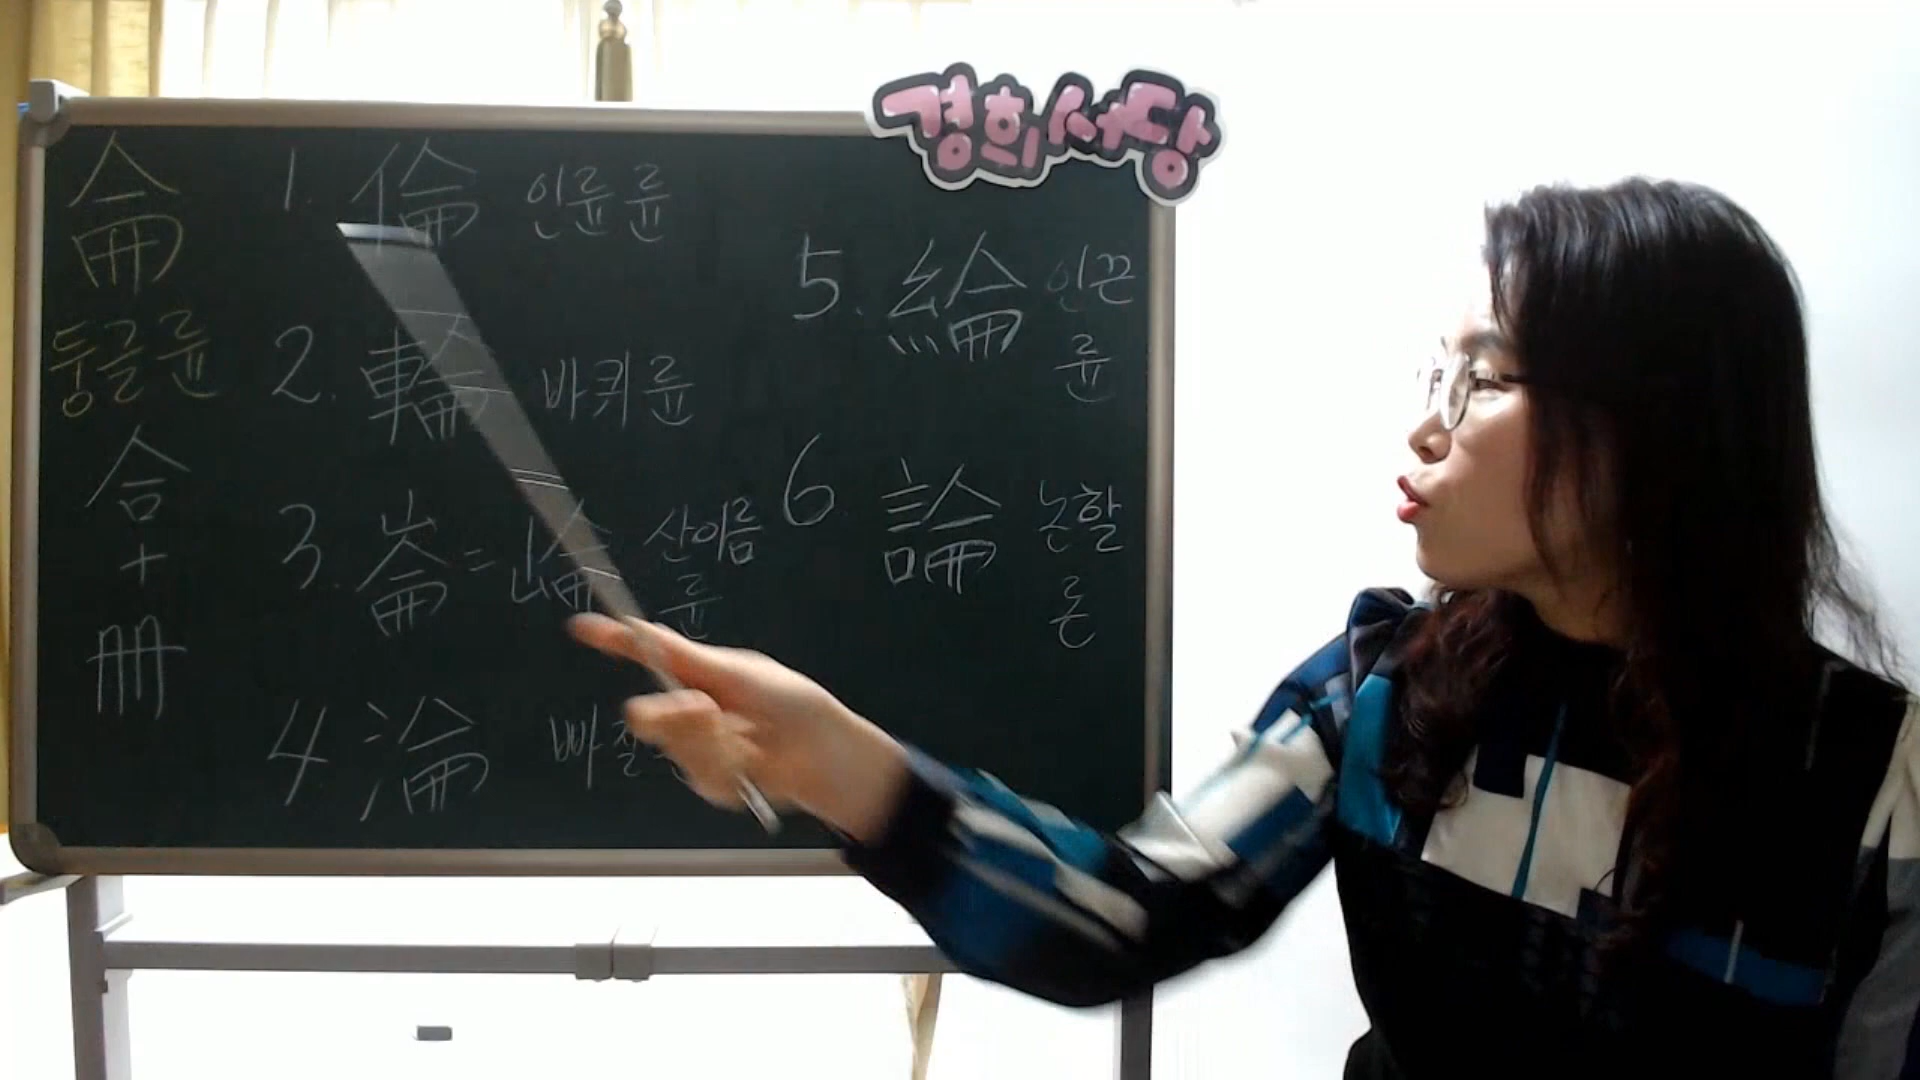 경희서당
侖
둥글륜
合
+
冊
1. 倫 인륜 륜
2. 輪 바퀴 륜
3. 崙 = 崘 산이름
륜
4. 淪 빠질
5. 綸 인끈
륜
6 論 논할
론